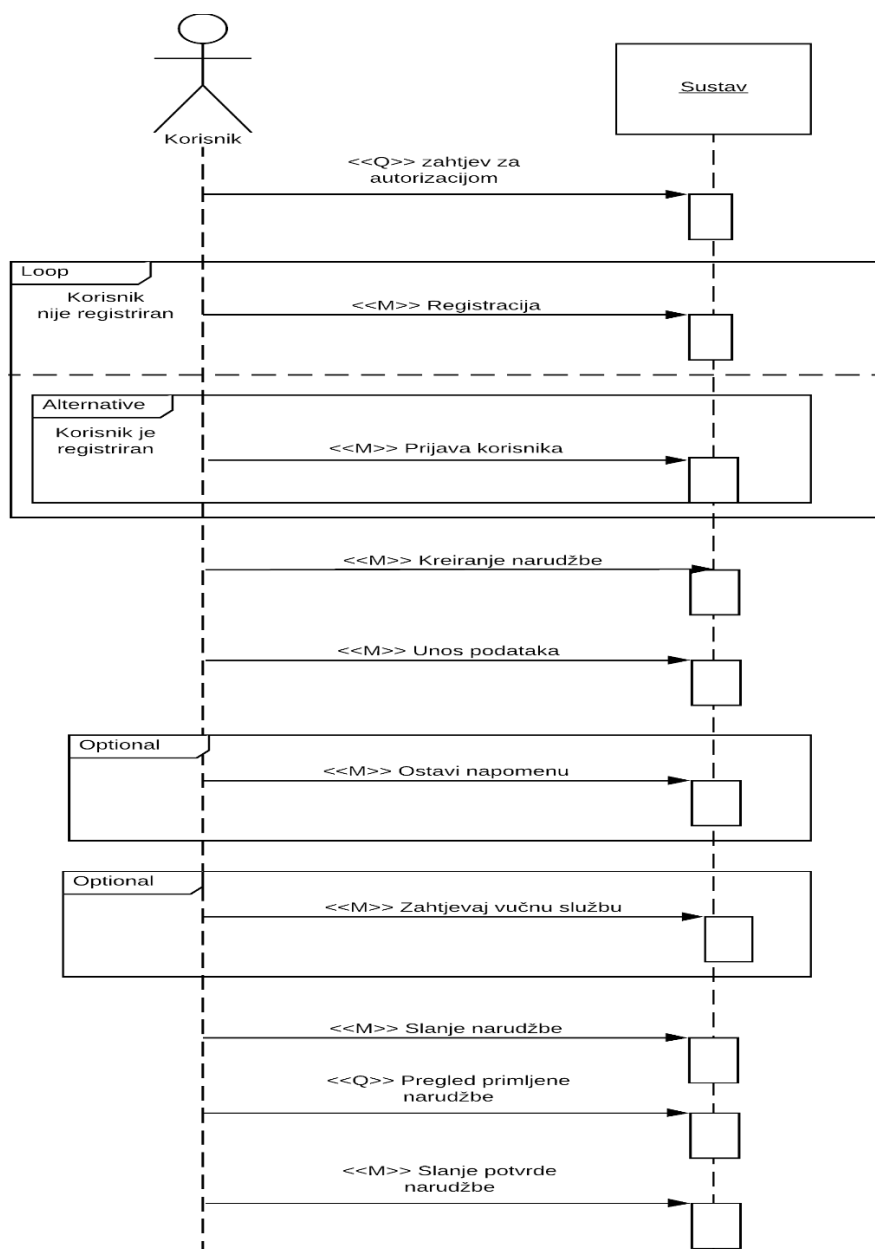 Korisnik
Sustav
<<Q>> zahtjev za
autorizacijom
Loop
Korisnik
nije registriran
<<M>> Registracija
Alternative
Korisnik je
registriran
<<M>> Prijava korisnika
<<M>> Kreiranje narudžbe
<<M>> Unos podataka
Optional
<<M>> Ostavi napomenu
Optional
<<M>> Zahtjevaj vučnu službu
<<M>> Slanje narudžbe
<<Q>> Pregled primljene
narudžbe
<<M>> Slanje potvrde
narudžbe